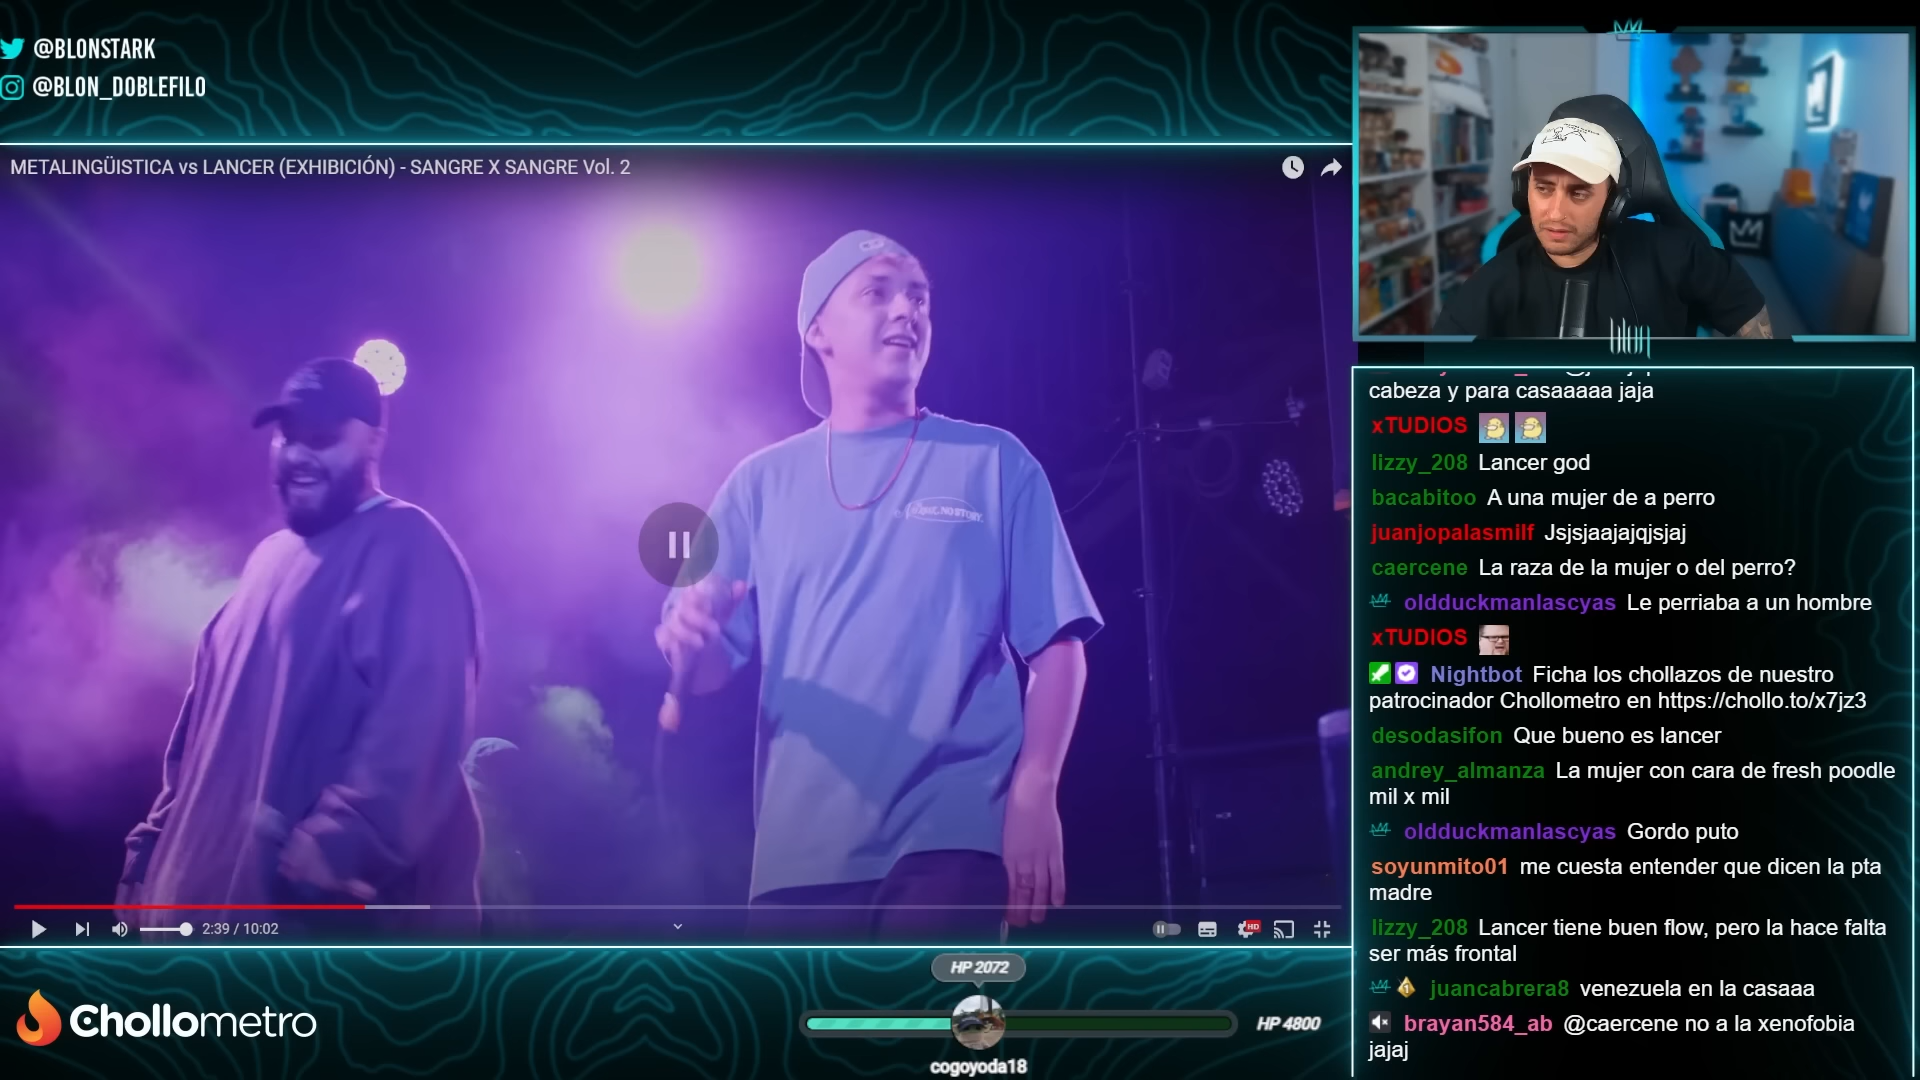 @BLONSTARK
@BLON_DOBLEFILO
METALINGÜISTICA vs LANCER (EXHIBICIÓN) - SANGRE X SANGRE Vol. 2
2:39 / 10:02
HD
Chollometro
HP 2072
HP 4800
cogoyoda18
cabeza y para casaaaaa jaja
xTUDIOS
lizzy_208 Lancer god
bacabitoo A una mujer de a perro
juanjopalasmilf Jsjsjaajajqjsjaj
caercene La raza de la mujer o del perro?
oldduckmanlascyas Le perriaba a un hombre
xTUDIOS
Nightbot Ficha los chollazos de nuestro
patrocinador Chollometro en https://chollo.to/x7jz3
desodasifon Que bueno es lancer
andrey_almanza La mujer con cara de fresh poodle
mil x mil
oldduckmanlascyas Gordo puto
soyunmito01 me cuesta entender que dicen la pta
madre
lizzy_208 Lancer tiene buen flow, pero la hace falta
ser más frontal
juancabrera8 venezuela en la casaaa
brayan584_ab @caercene no a la xenofobia
jajaj